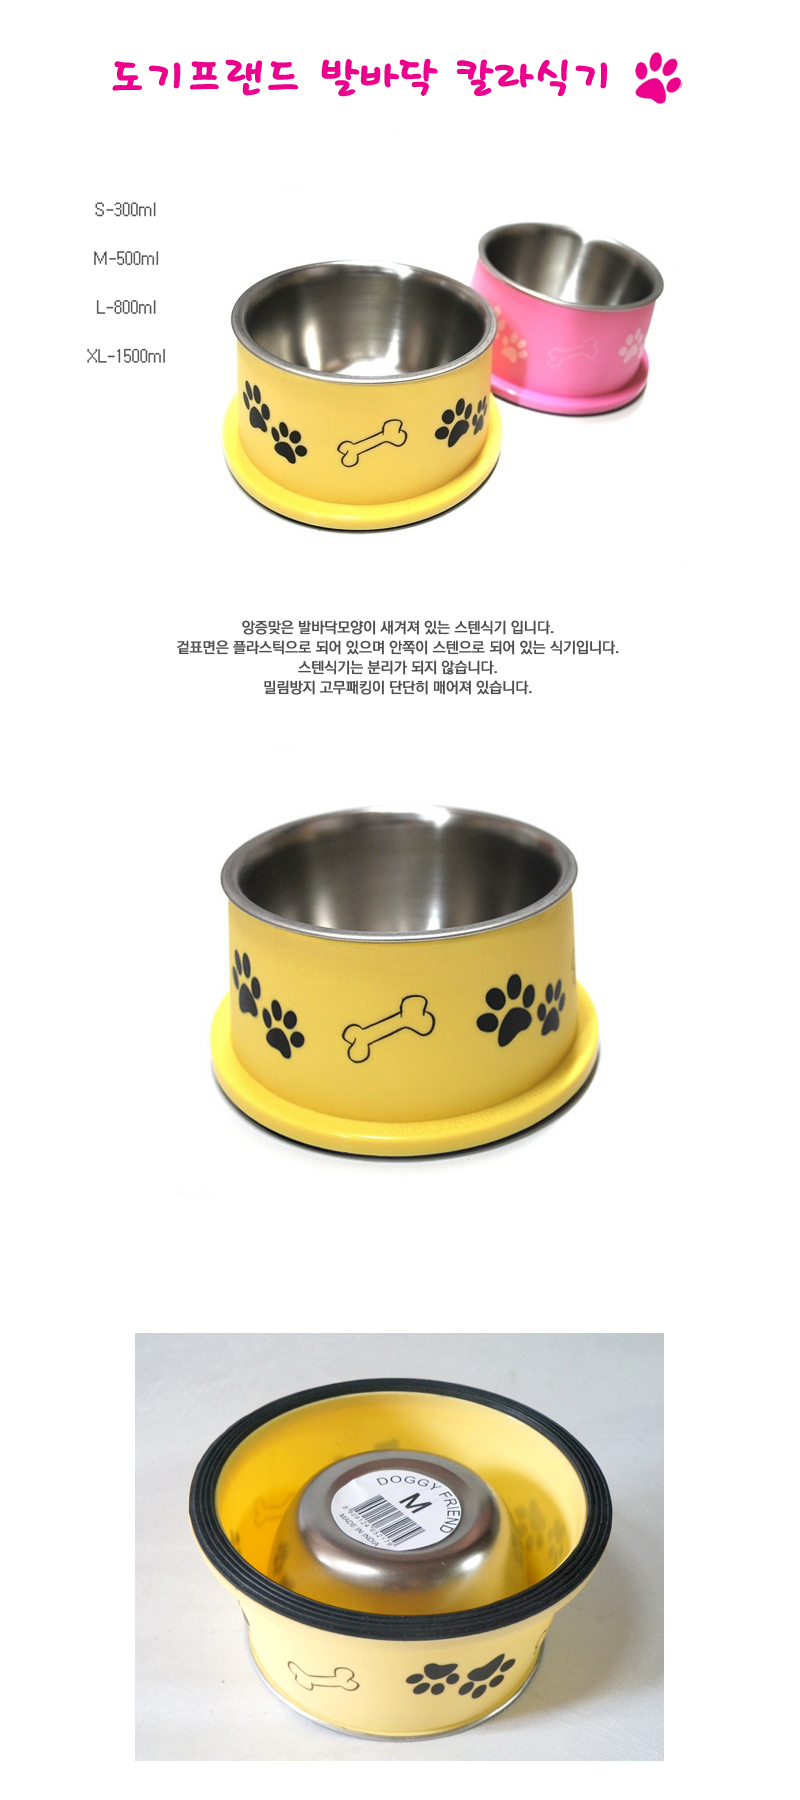 도기프랜드 발바닥 칼라식기
S-300ml
M-500ml
L-800ml
XL-1500ml
앙증맞은 발바닥모양이 새겨져 있는 스텐식기 입니다.
겉표면은 플라스틱으로 되어 있으며 안쪽이 스텐으로 되어 있는 식기입니다.
스텐식기는 분리가 되지 않습니다.
밀림방지 고무패킹이 단단히 매어져 있습니다.
DOGGY FRIEND
M
MADE IN INDIA